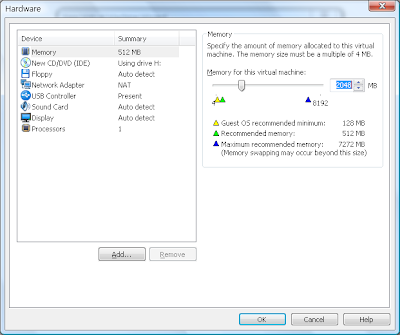 Hardware
Device Summary
Memory 512 MB
New CD/DVD (IDE) Using drive H:
Floppy Auto detect
Network Adapter NAT
USB Controller Present
Sound Card Auto detect
Display Auto detect
Processors 1
Add...
Remove
Memory
Specify the amount of memory allocated to this virtual
machine. The memory size must be a multiple of 4 MB.
Memory for this virtual machine:
2048 MB
4
8192
Guest OS recommended minimum: 128 MB
Recommended memory: 512 MB
Maximum recommended memory: 7272 MB
(Memory swapping may occur beyond this size)
OK
Cancel
Help